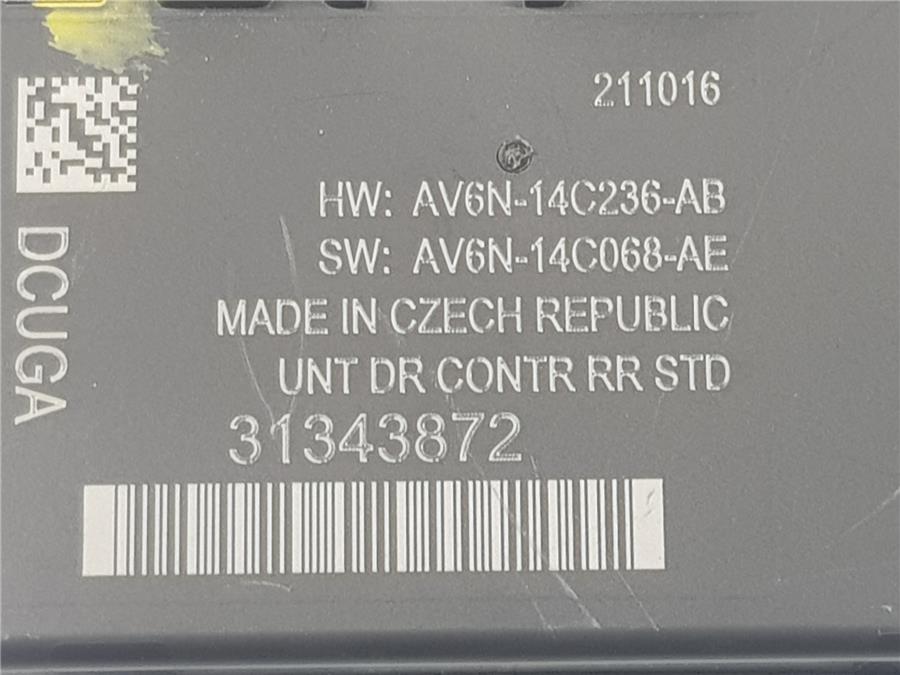 211016
HW: AV6N-14C236-AB
SW: AV6N-14C068-AE
MADE IN CZECH REPUBLIC
UNT DR CONTR RR STD
31343872
DCUGA